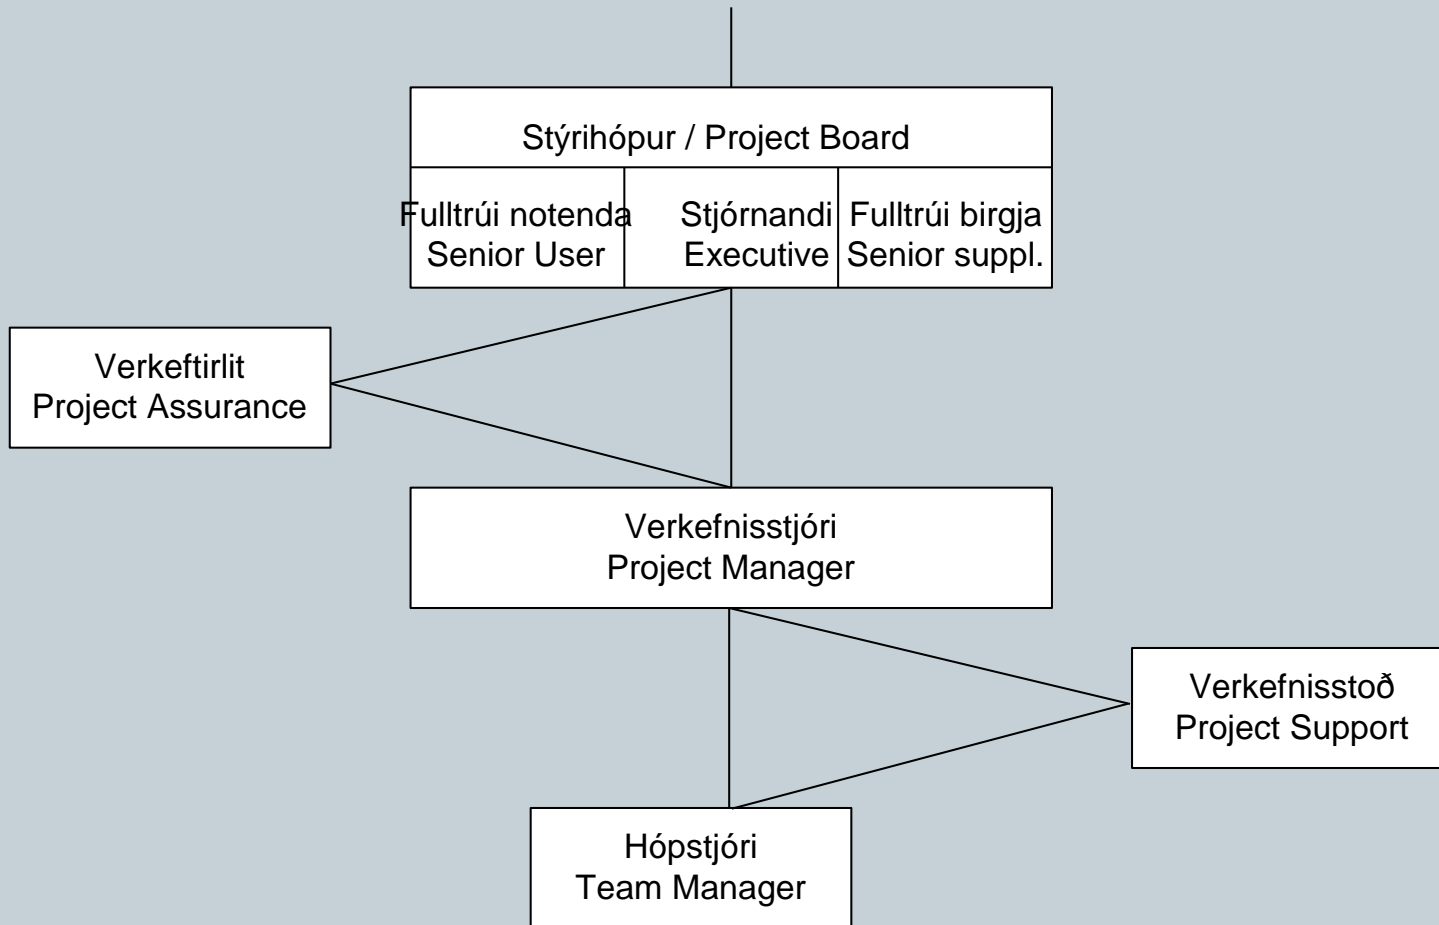 Stýrihópur / Project Board
Fulltrúi notenda
Senior User
Stjórnandi
Executive
Fulltrúi birgja
Senior suppl.
Verkeftirlit
Project Assurance
Verkefnisstjóri
Project Manager
Verkefnisstoð
Project Support
Hópstjóri
Team Manager